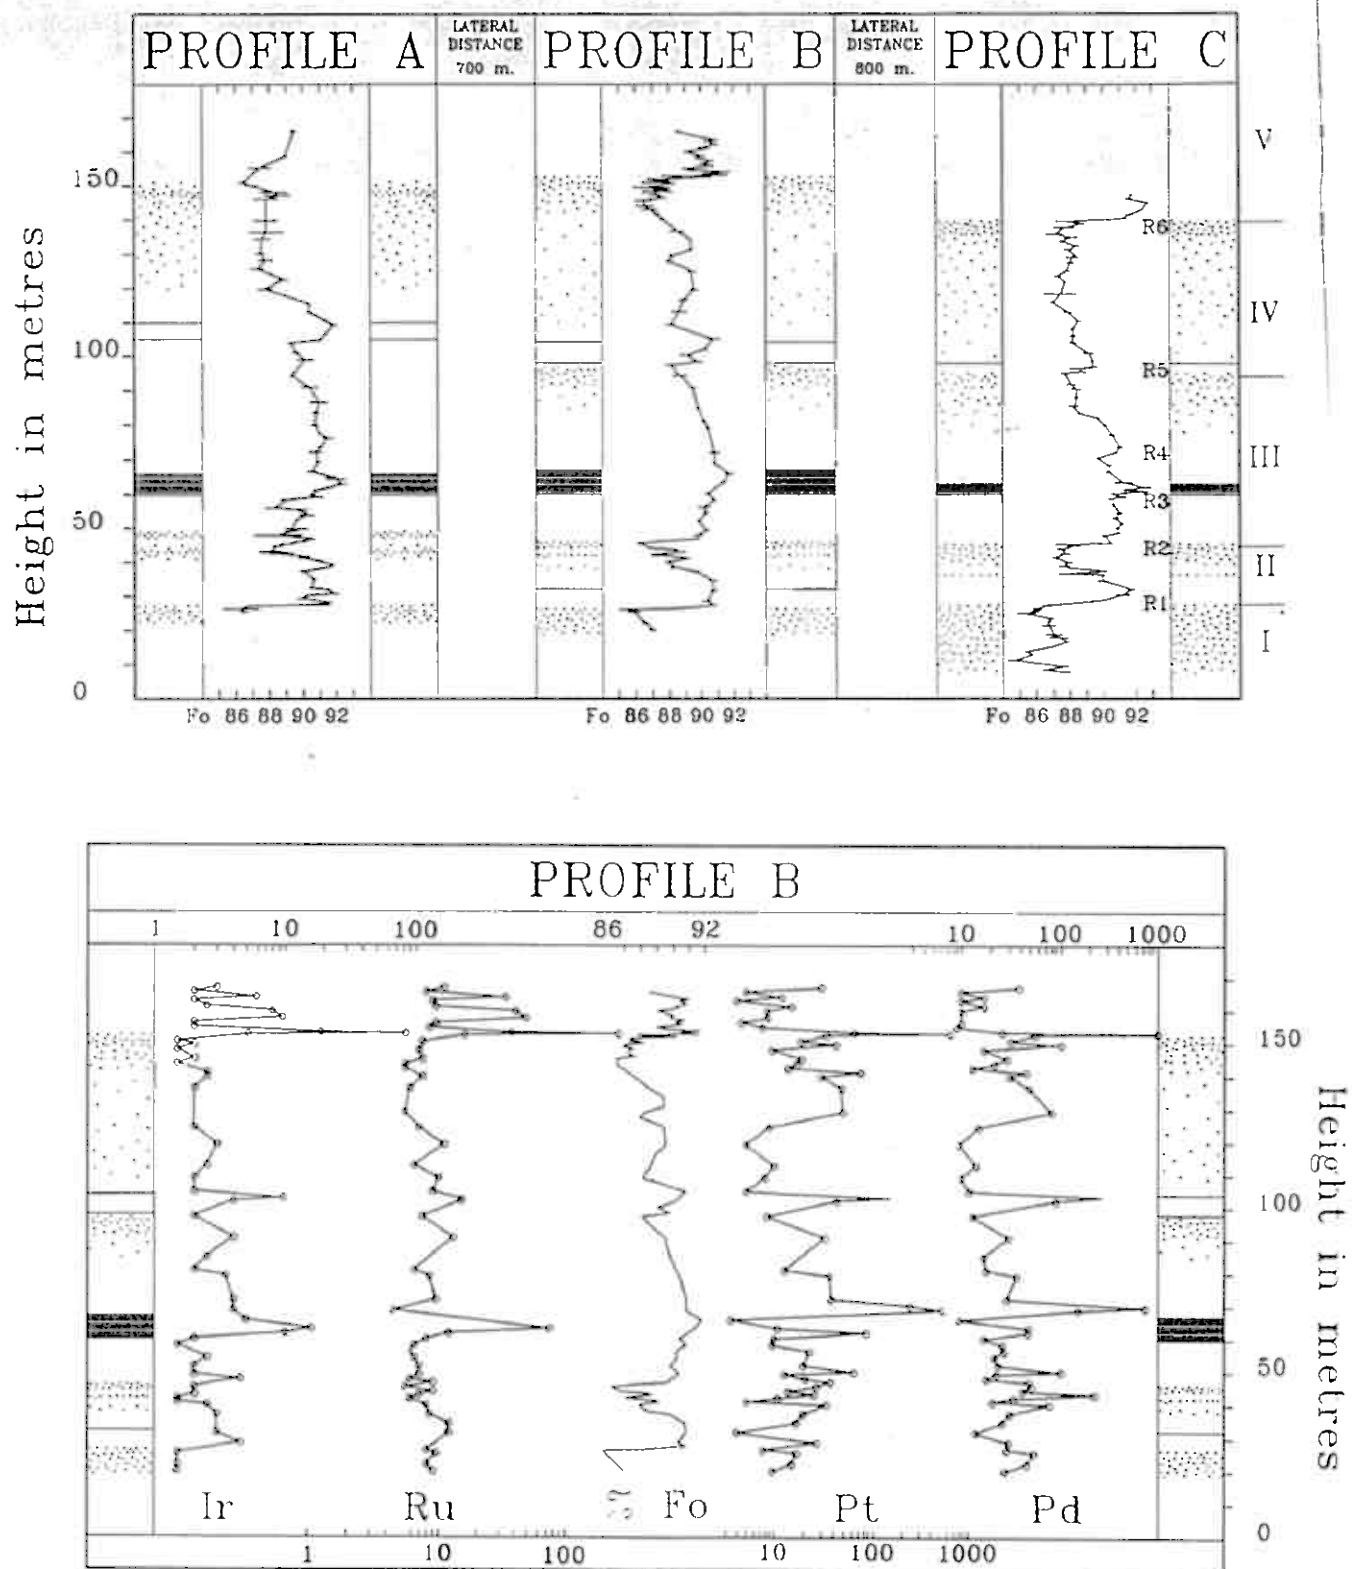 PROFILE A
LATERAL
DISTANCE
700 m.
PROFILE B
LATERAL
DISTANCE
800 m.
PROFILE C
Height in metres
150
100
50
0
R6
R5
R4
R3
R2
R1
V
IV
III
II
I
Fo 86 88 90 92
Fo 86 88 90 92
Fo 86 88 90 92
PROFILE B
1 10 100 86 92 10 100 1000
150
100
50
0
Height in metres
Ir Ru Fo Pt Pd
1 10 100 10 100 1000